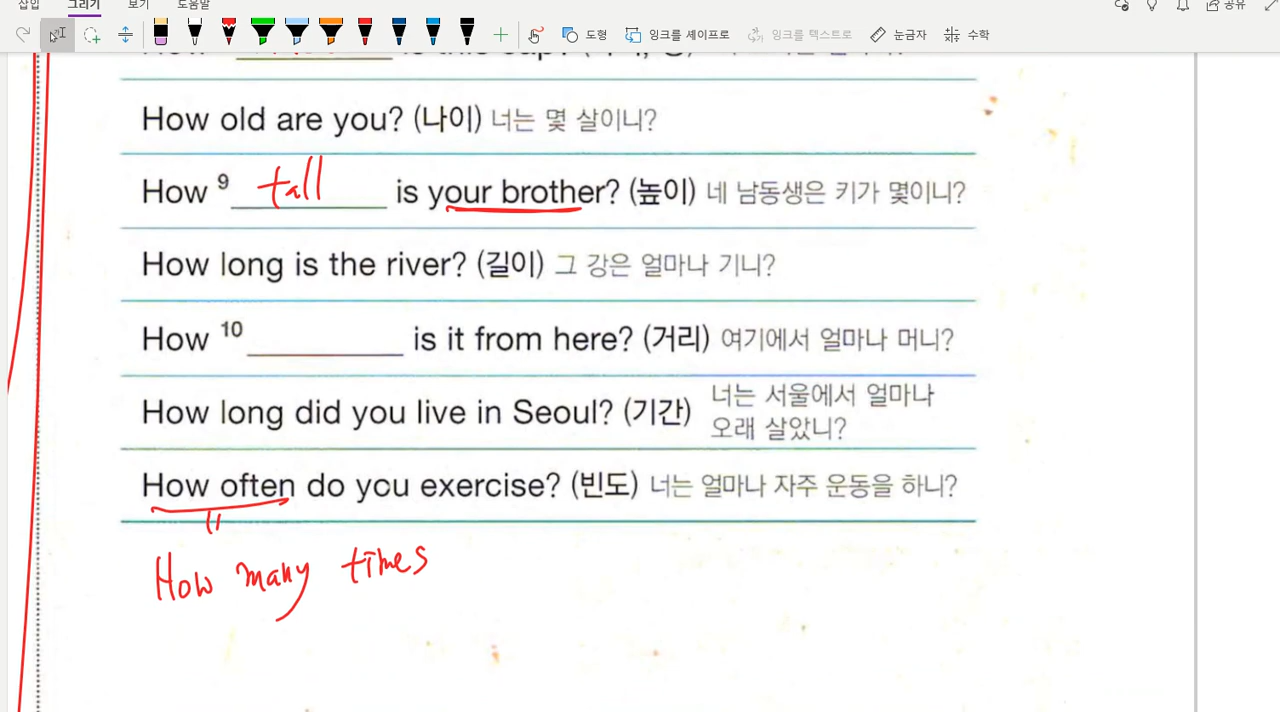 삽입 그리기 보기 도움말
공유
도형 잉크를 셰이프로 잉크를 텍스트로 눈금자 수학
How old are you? (나이) 너는 몇 살이니?
How 9 tall is your brother? (높이) 네 남동생은 키가 몇이니?
How long is the river? (길이) 그 강은 얼마나 기니?
How 10 ________ is it from here? (거리) 여기에서 얼마나 머니?
How long did you live in Seoul? (기간) 너는 서울에서 얼마나
오래 살았니?
How often do you exercise? (빈도) 너는 얼마나 자주 운동을 하니?
How many times